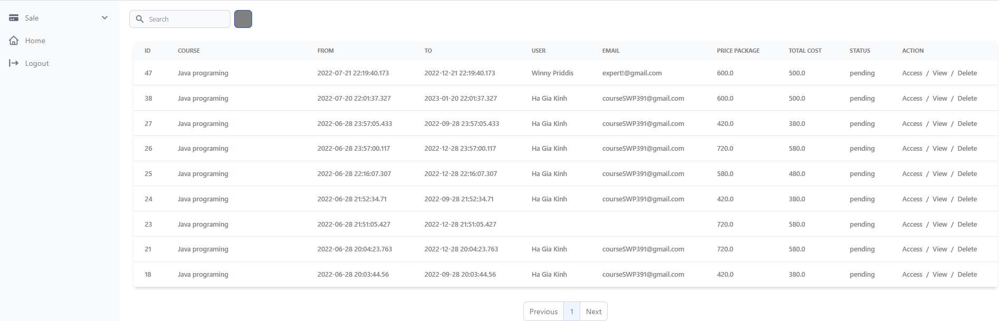 Sale
Home
Logout
Search
ID COURSE FROM TO USER EMAIL PRICE PACKAGE TOTAL COST STATUS ACTION
47 Java programing 2022-07-21 22:19:40.173 2022-12-21 22:19:40.173 Winny Priddis expert!@gmail.com 600.0 500.0 pending Access / View / Delete
38 Java programing 2022-07-20 22:01:37.327 2023-01-20 22:01:37.327 Ha Gia Kinh courseSWP391@gmail.com 600.0 500.0 pending Access / View / Delete
27 Java programing 2022-06-28 23:57:05.433 2022-09-28 23:57:05.433 Ha Gia Kinh courseSWP391@gmail.com 420.0 380.0 pending Access / View / Delete
26 Java programing 2022-06-28 23:57:00.117 2022-12-28 23:57:00.117 Ha Gia Kinh courseSWP391@gmail.com 720.0 580.0 pending Access / View / Delete
25 Java programing 2022-06-28 22:16:07.307 2022-12-28 22:16:07.307 Ha Gia Kinh courseSWP391@gmail.com 580.0 480.0 pending Access / View / Delete
24 Java programing 2022-06-28 21:52:34.71 2022-09-28 21:52:34.71 Ha Gia Kinh courseSWP391@gmail.com 420.0 380.0 pending Access / View / Delete
23 Java programing 2022-06-28 21:51:05.427 2022-12-28 21:51:05.427 720.0 580.0 pending Access / View / Delete
21 Java programing 2022-06-28 20:04:23.763 2022-12-28 20:04:23.763 Ha Gia Kinh courseSWP391@gmail.com 720.0 580.0 pending Access / View / Delete
18 Java programing 2022-06-28 20:03:44.56 2022-09-28 20:03:44.56 Ha Gia Kinh courseSWP391@gmail.com 420.0 380.0 pending Access / View / Delete
Previous 1 Next